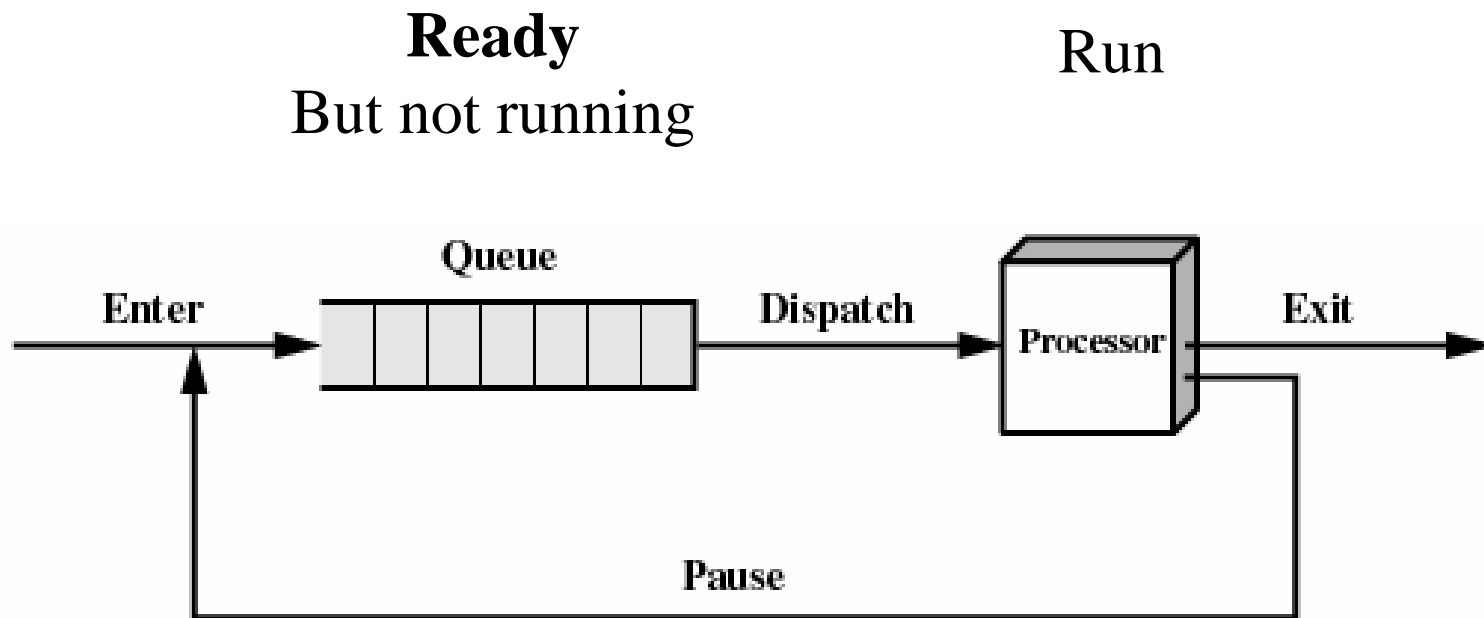 Ready
But not running
Run
Queue
Enter
Dispatch
Processor
Exit
Pause